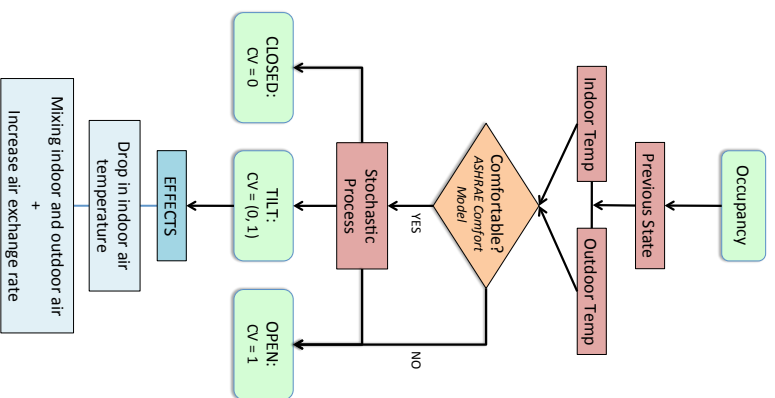 Occupancy
Previous State
Indoor Temp
Outdoor Temp
Comfortable?
ASHRAE Comfort
Model
YES
NO
Stochastic
Process
CLOSED:
CV = 0
TILT:
CV = (0, 1)
OPEN:
CV = 1
EFFECTS
Drop in indoor air
temperature
Mixing indoor and outdoor air
+
Increase air exchange rate